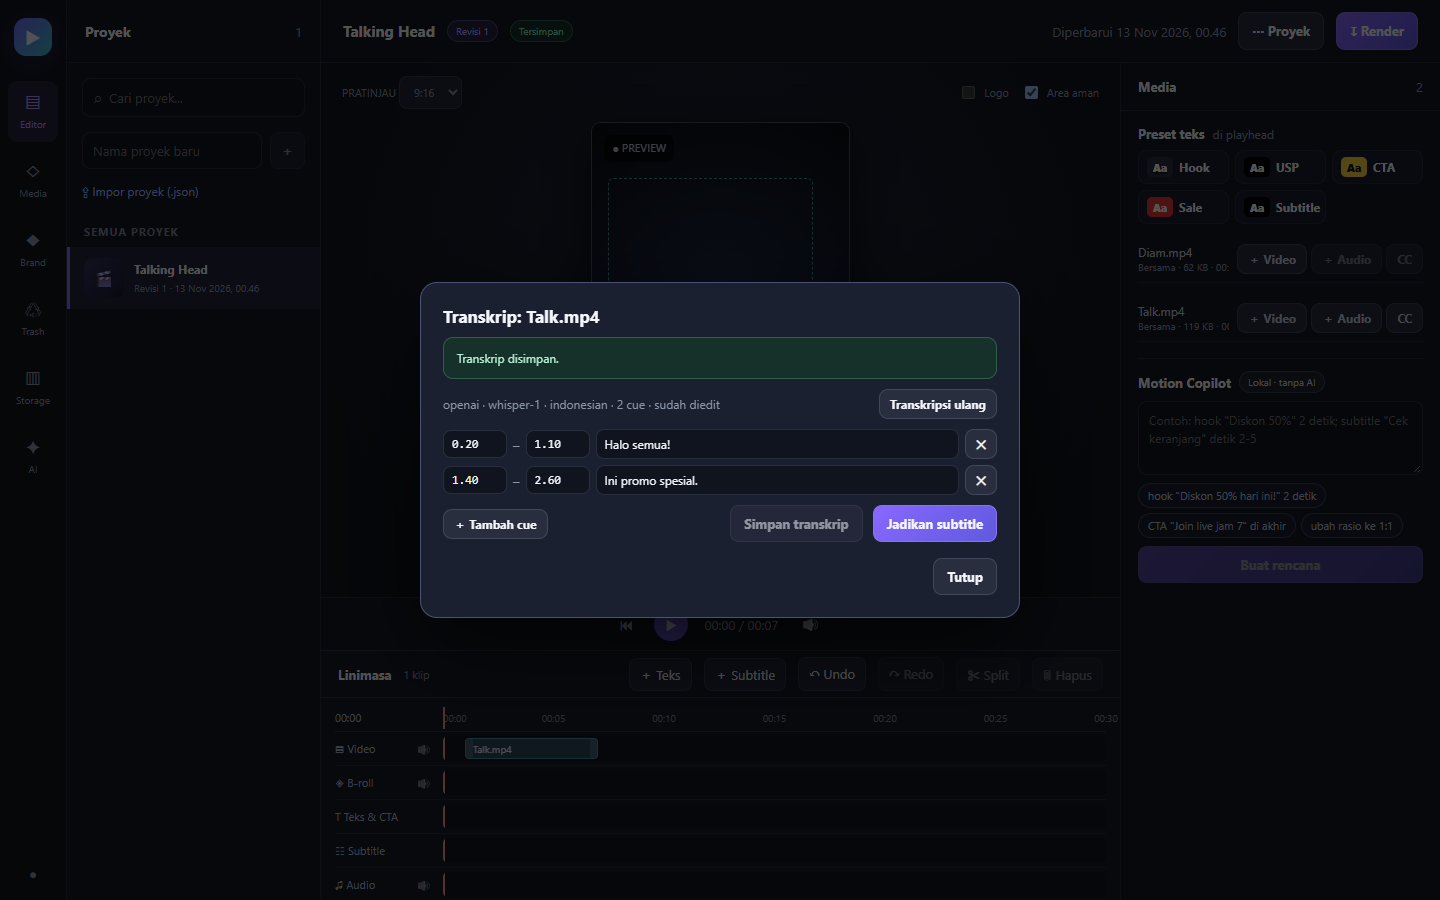 Proyek 1
Talking Head Revisi 1 Tersimpan
Diperbarui 13 Nov 2026, 00.46 ··· Proyek Render
Editor
Media
Brand
Trash
Storage
AI
Cari proyek...
Nama proyek baru +
Impor proyek (.json)
SEMUA PROYEK
Talking Head
Revisi 1 · 13 Nov 2026, 00.46
PRATINJAU 9:16 Logo Area aman
● PREVIEW
Transkrip: Talk.mp4
Transkrip disimpan.
openai · whisper-1 · indonesian · 2 cue · sudah diedit Transkripsi ulang
0.20 – 1.10 Halo semua! ✕
1.40 – 2.60 Ini promo spesial. ✕
+ Tambah cue Simpan transkrip Jadikan subtitle
Tutup
00:00 / 00:07
Linimasa 1 klip + Teks + Subtitle Undo Redo Split Hapus
00:00 00:00 00:05 00:10 00:15 00:20 00:25 00:30
Video Talk.mp4
B-roll
T Teks & CTA
Subtitle
Audio
Media 2
Preset teks di playhead
Aa Hook Aa USP Aa CTA
Aa Sale Aa Subtitle
Diam.mp4
Bersama · 62 KB · 00:
+ Video + Audio CC
Talk.mp4
Bersama · 119 KB ·
+ Video + Audio CC
Motion Copilot Lokal · tanpa AI
Contoh: hook "Diskon 50%" 2 detik; subtitle "Cek
keranjang" detik 2-5
hook "Diskon 50% hari ini!" 2 detik
CTA "Join live jam 7" di akhir ubah rasio ke 1:1
Buat rencana